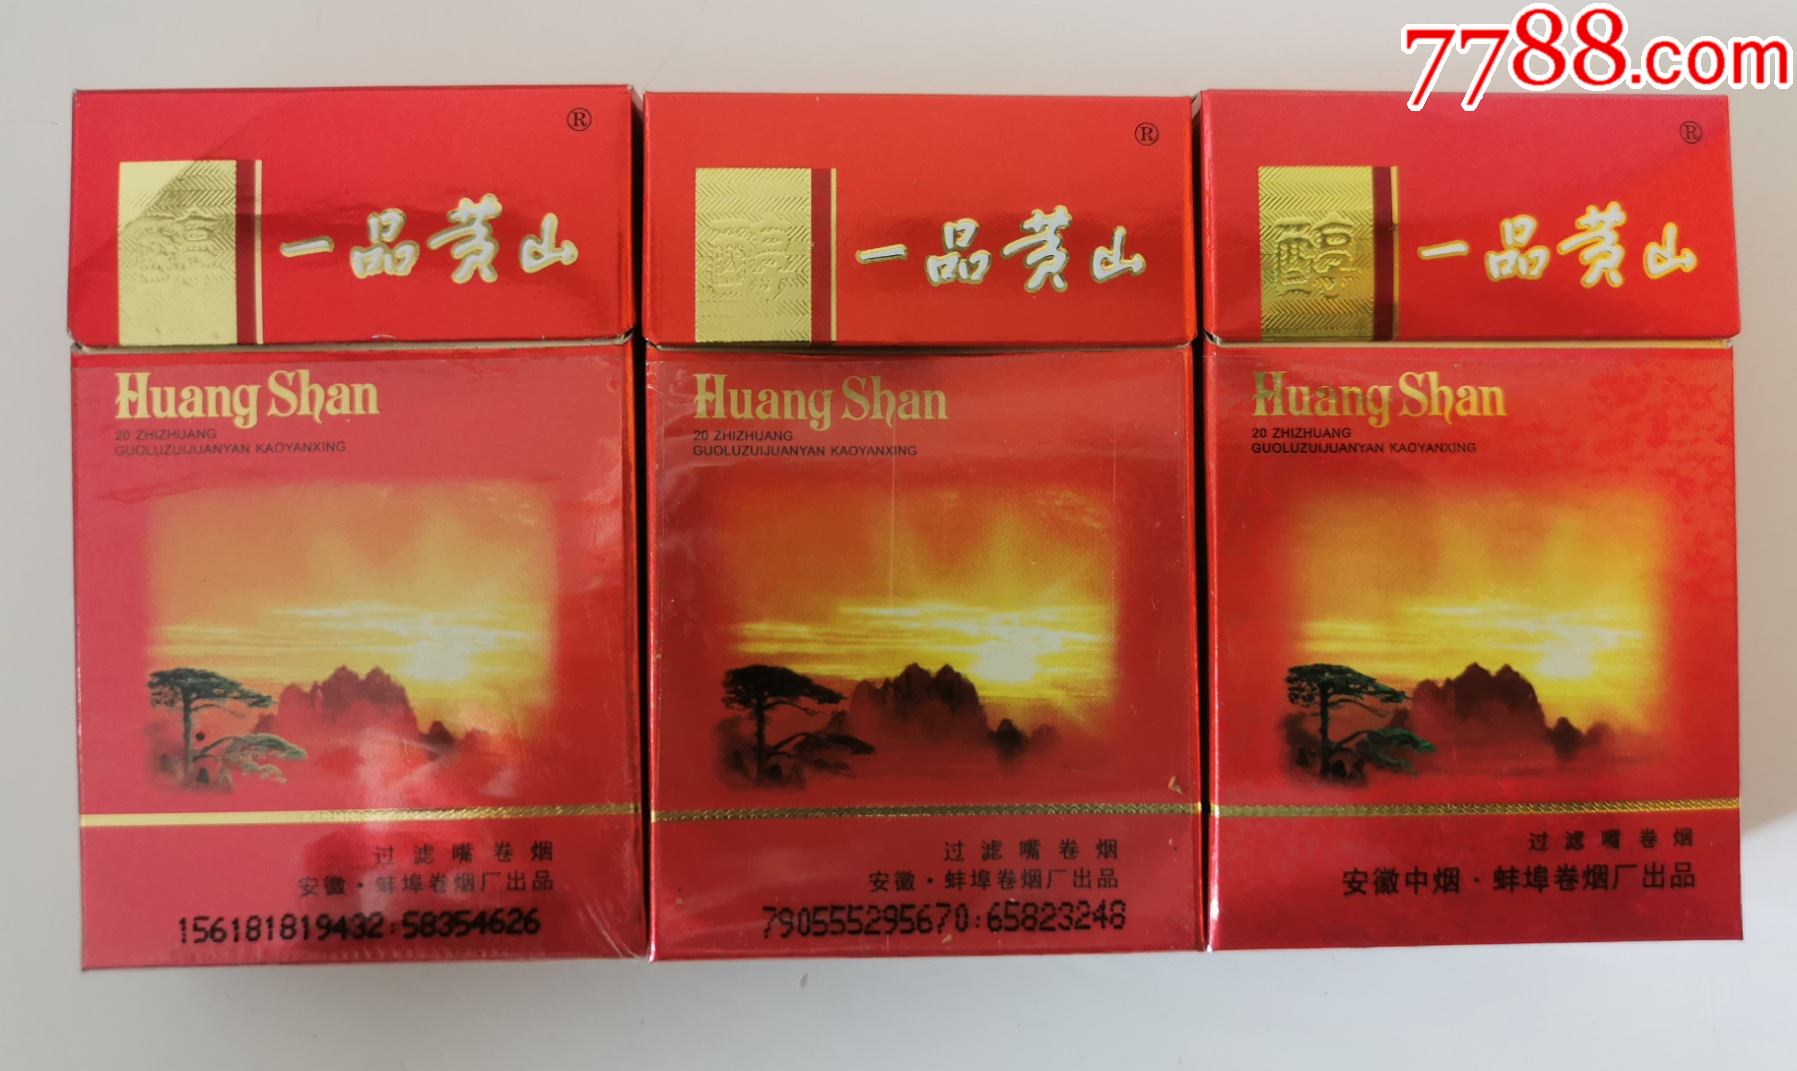 7788.com
®
一品黄山
Huang Shan
20 ZHIZHUANG
GUOLUZUIJUANYAN KAOYANXING
过滤嘴卷烟
安徽·蚌埠卷烟厂出品
156181819432:58354626
®
一品黄山
Huang Shan
20 ZHIZHUANG
GUOLUZUIJUANYAN KAOYANXING
过滤嘴卷烟
安徽·蚌埠卷烟厂出品
790555295670:65823248
®
一品黄山
Huang Shan
20 ZHIZHUANG
GUOLUZUIJUANYAN KAOYANXING
过滤嘴卷烟
安徽中烟·蚌埠卷烟厂出品